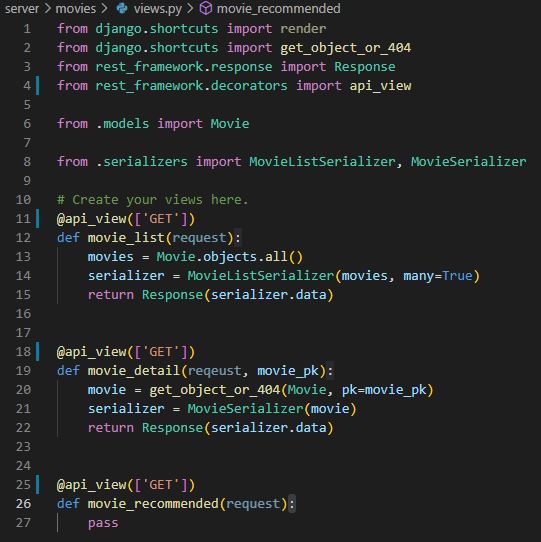 server > movies > views.py > movie_recommended
1 from django.shortcuts import render
2 from django.shortcuts import get_object_or_404
3 from rest_framework.response import Response
4 from rest_framework.decorators import api_view
5
6 from .models import Movie
7
8 from .serializers import MovieListSerializer, MovieSerializer
9
10 # Create your views here.
11 @api_view(['GET'])
12 def movie_list(request):
13     movies = Movie.objects.all()
14     serializer = MovieListSerializer(movies, many=True)
15     return Response(serializer.data)
16
17
18 @api_view(['GET'])
19 def movie_detail(reqeust, movie_pk):
20     movie = get_object_or_404(Movie, pk=movie_pk)
21     serializer = MovieSerializer(movie)
22     return Response(serializer.data)
23
24
25 @api_view(['GET'])
26 def movie_recommended(request):
27     pass